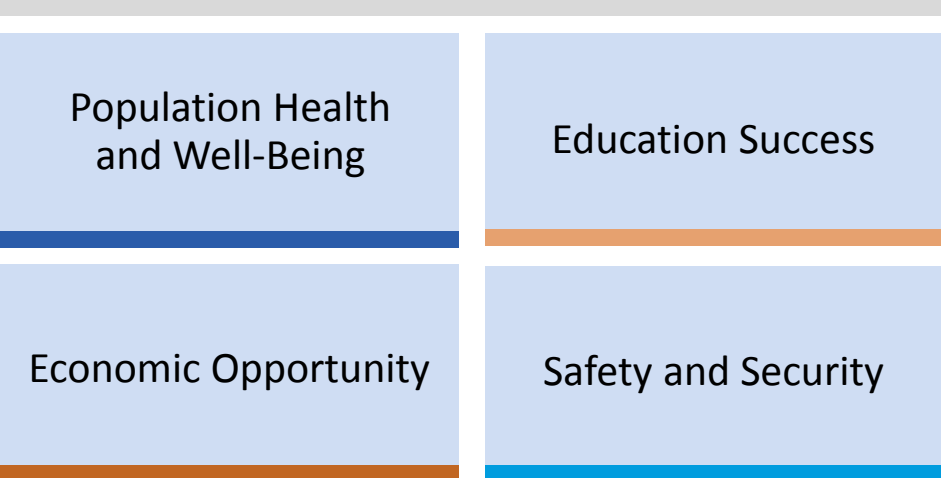 Population Health
and Well-Being
Education Success
Economic Opportunity
Safety and Security